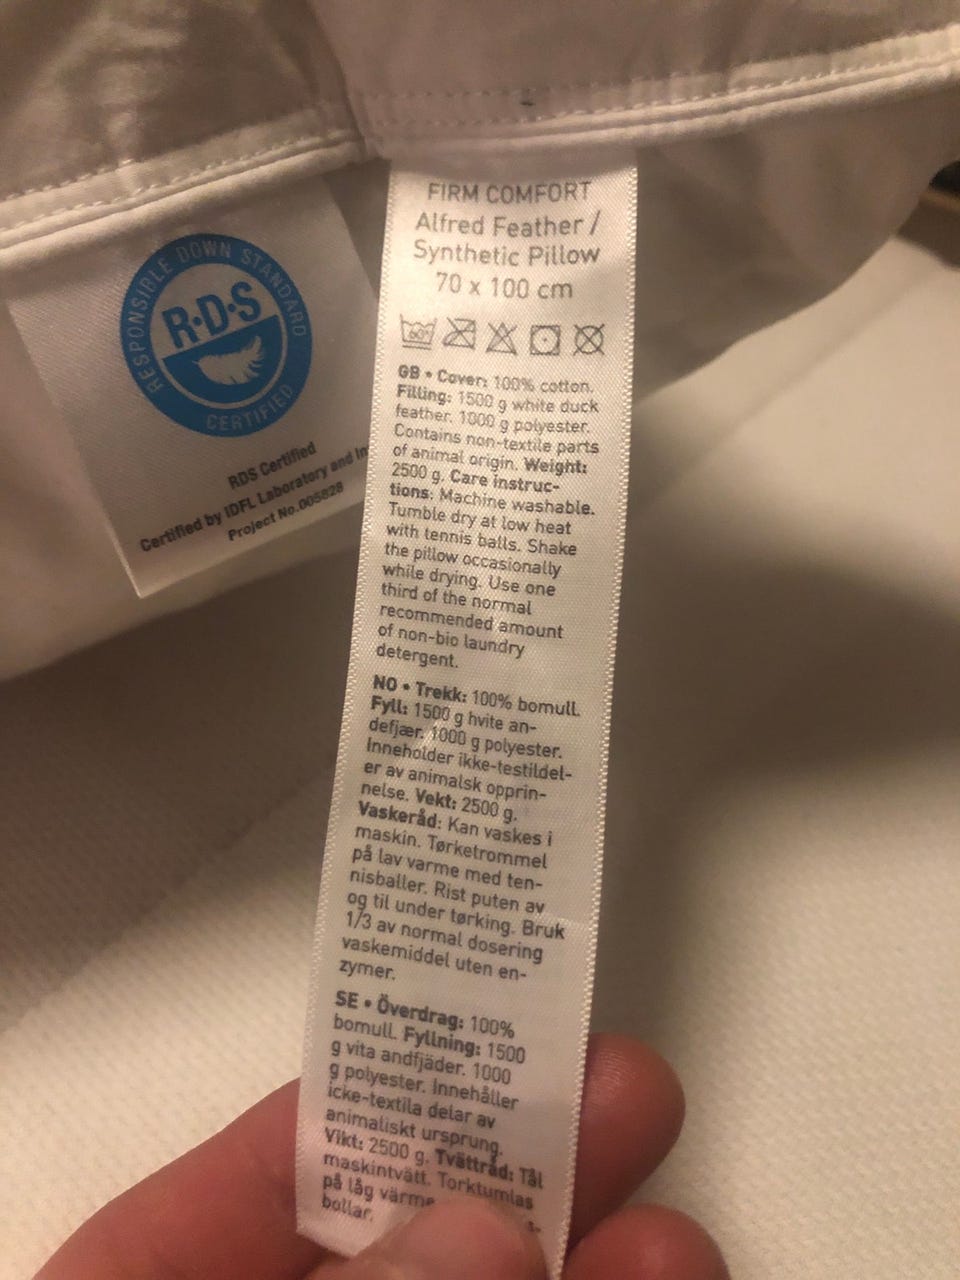 RESPONSIBLE DOWN STANDARD
R·D·S
CERTIFIED
RDS Certified
Certified by IDFL Laboratory and
Project No.005828
FIRM COMFORT
Alfred Feather /
Synthetic Pillow
70 x 100 cm
60°
GB • Cover: 100% cotton.
Filling: 1500 g white duck
feather. 1000 g polyester.
Contains non-textile parts
of animal origin. Weight:
2500 g. Care instruc-
tions: Machine washable.
Tumble dry at low heat
with tennis balls. Shake
the pillow occasionally
while drying. Use one
third of the normal
recommended amount
of non-bio laundry
detergent.
NO • Trekk: 100% bomull.
Fyll: 1500 g hvite an-
defjær. 1000 g polyester.
Inneholder ikke-testildel-
er av animalsk opprin-
nelse. Vekt: 2500 g.
Vaskeråd: Kan vaskes i
maskin. Tørketrommel
på lav varme med ten-
nisballer. Rist puten av
og til under tørking. Bruk
1/3 av normal dosering
vaskemiddel uten en-
zymer.
SE • Överdrag: 100%
bomull. Fyllning: 1500
g vita andfjäder. 1000
g polyester. Innehåller
icke-textila delar av
animaliskt ursprung.
Vikt: 2500 g. Tvättråd: Tål
maskintvätt. Torktumlas
på låg värme
bollar.